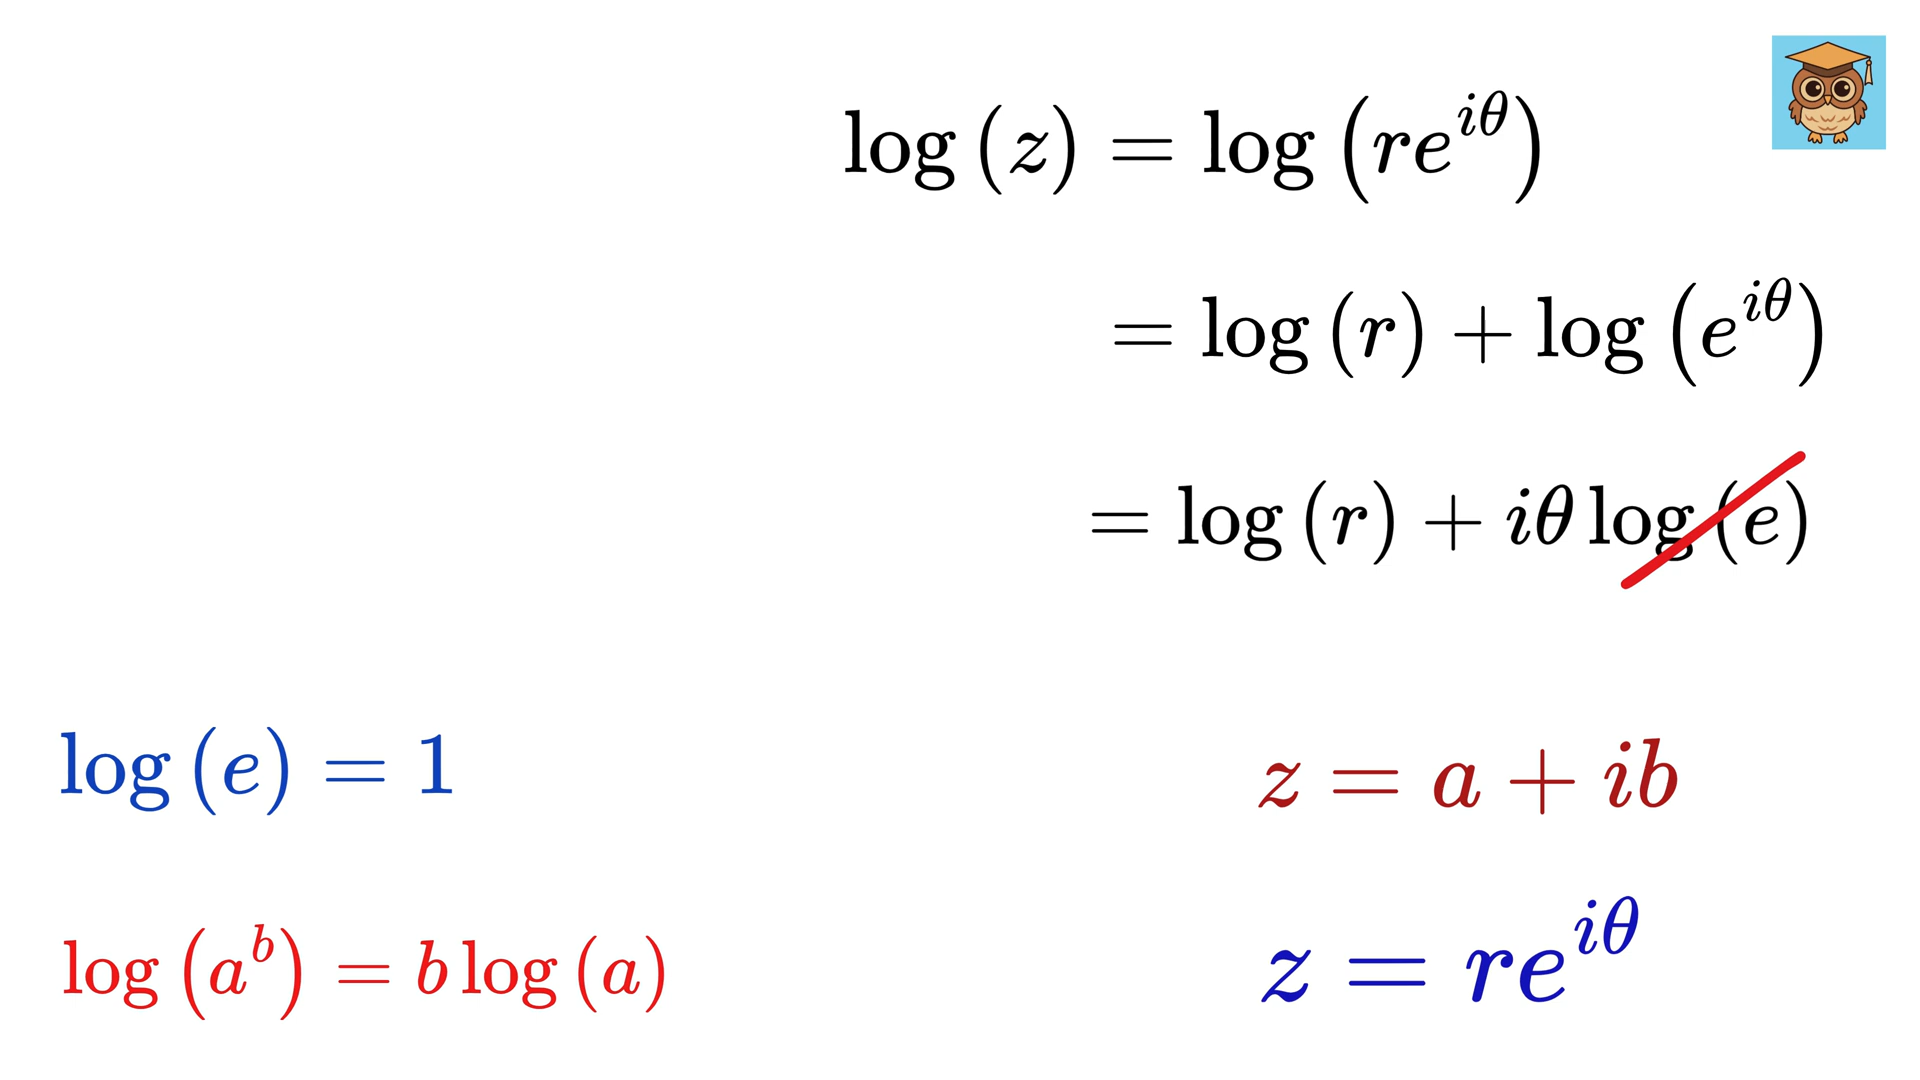 log (z) = log (re^{iθ})
= log (r) + log (e^{iθ})
= log (r) + iθ log (e)
log (e) = 1
z = a + ib
log (a^b) = b log (a)
z = re^{iθ}